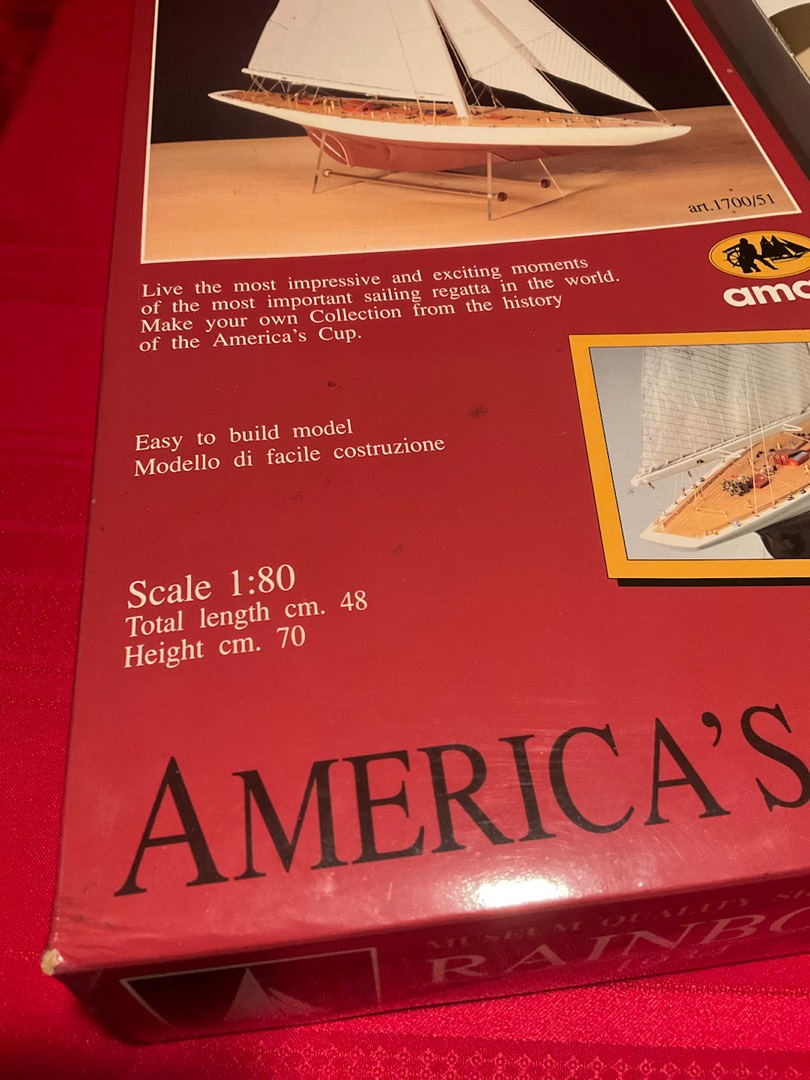 art.1700/51
Live the most impressive and exciting moments
of the most important sailing regatta in the world.
Make your own Collection from the history
of the America's Cup.
ama
Easy to build model
Modello di facile costruzione
Scale 1:80
Total length cm. 48
Height cm. 70
AMERICA'S
MUSEUM QUALITY
RAINBO